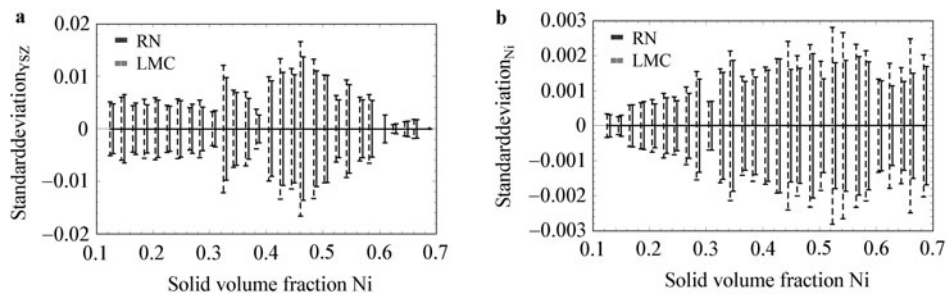 a
0.02
0.01
0
−0.01
−0.02
StandarddeviationYSZ
RN
LMC
0.1 0.2 0.3 0.4 0.5 0.6 0.7
Solid volume fraction Ni
b
0.003
0.002
0.001
0
−0.001
−0.002
−0.003
StandarddeviationNi
RN
LMC
0.1 0.2 0.3 0.4 0.5 0.6 0.7
Solid volume fraction Ni